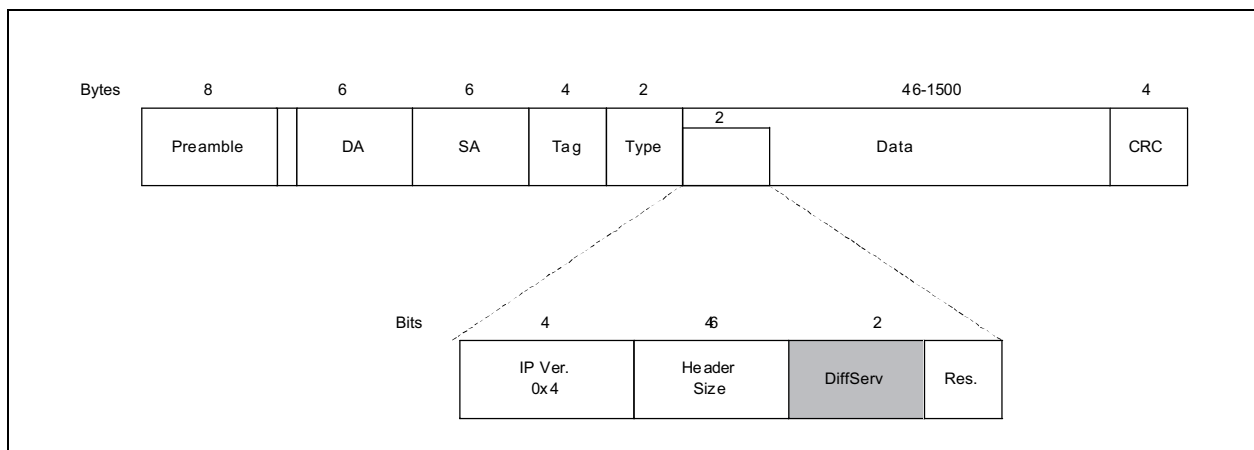 Bytes 8 6 6 4 2 46-1500 4
2
Preamble DA SA Tag Type Data CRC
Bits 4 46 2
IP Ver.
0x4
Header
Size
DiffServ
Res.